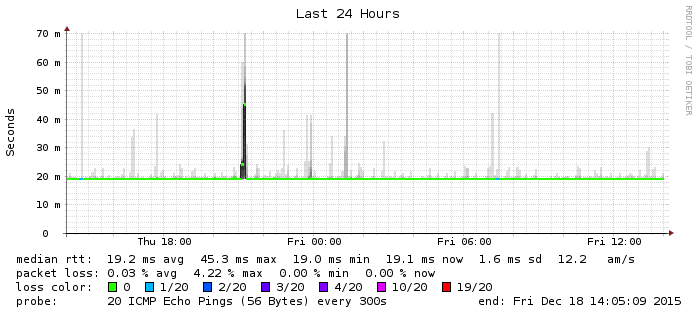 Last 24 Hours
RRDTOOL / TOBI OETIKER
70 m
60 m
50 m
40 m
30 m
20 m
10 m
0
Seconds
Thu 18:00 Fri 00:00 Fri 06:00 Fri 12:00
median rtt: 19.2 ms avg 45.3 ms max 19.0 ms min 19.1 ms now 1.6 ms sd 12.2 am/s
packet loss: 0.03 % avg 4.22 % max 0.00 % min 0.00 % now
loss color: 0 1/20 2/20 3/20 4/20 10/20 19/20
probe: 20 ICMP Echo Pings (56 Bytes) every 300s end: Fri Dec 18 14:05:09 2015